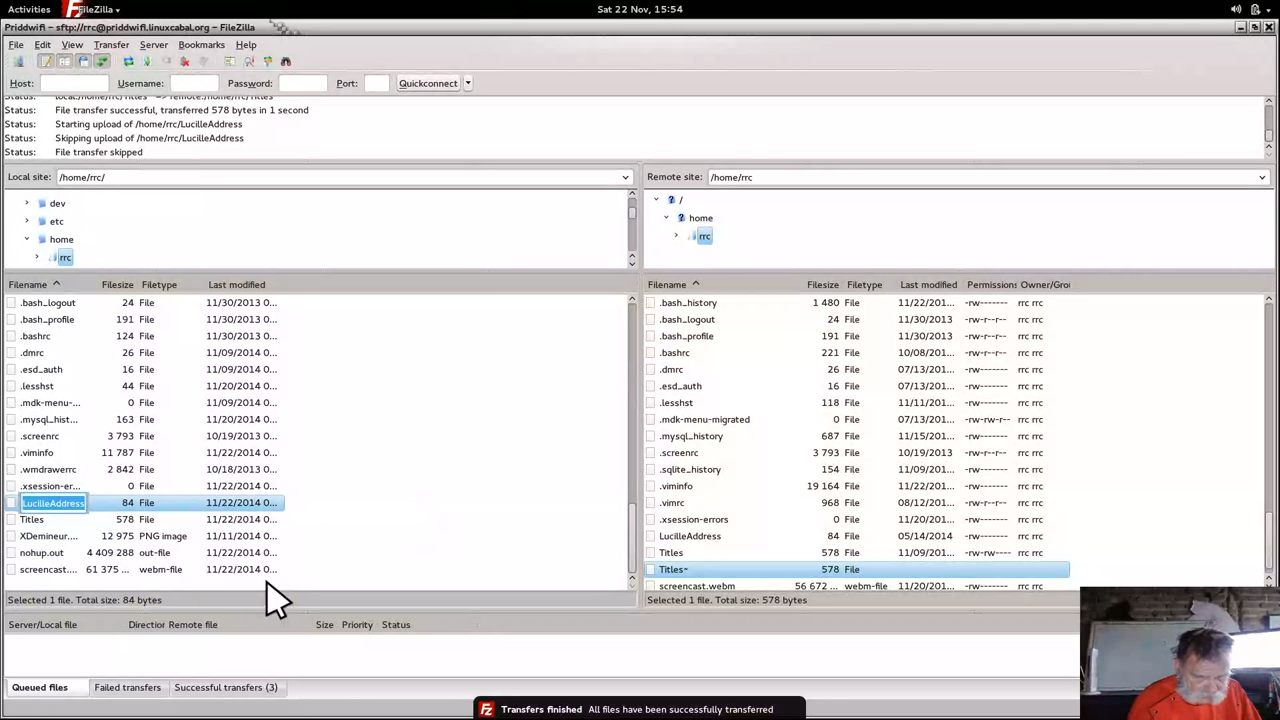 Activities FileZilla Sat 22 Nov, 15:54
Priddwifi - sftp://rrc@priddwifi.linuxcabal.org - FileZilla
File Edit View Transfer Server Bookmarks Help
Host: Username: Password: Port: Quickconnect
Status: File transfer successful, transferred 578 bytes in 1 second
Status: Starting upload of /home/rrc/LucilleAddress
Status: Skipping upload of /home/rrc/LucilleAddress
Status: File transfer skipped
Local site: /home/rrc/ Remote site: /home/rrc
dev
etc
home
rrc
/
home
rrc
Filename Filesize Filetype Last modified
.bash_logout 24 File 11/30/2013 0...
.bash_profile 191 File 11/30/2013 0...
.bashrc 124 File 11/30/2013 0...
.dmrc 26 File 11/09/2014 0...
.esd_auth 16 File 11/09/2014 0...
.lesshst 44 File 11/20/2014 0...
.mdk-menu-... 0 File 11/09/2014 0...
.mysql_hist... 163 File 11/20/2014 0...
.screenrc 3 793 File 10/19/2013 0...
.viminfo 11 787 File 11/22/2014 0...
.wmdrawerrc 2 842 File 10/18/2013 0...
.xsession-er... 0 File 11/22/2014 0...
LucilleAddress 84 File 11/22/2014 0...
Titles 578 File 11/22/2014 0...
XDemineur.... 12 975 PNG image 11/11/2014 0...
nohup.out 4 409 288 out-file 11/22/2014 0...
screencast.... 61 375 ... webm-file 11/22/2014 0...
Selected 1 file. Total size: 84 bytes
Filename Filesize Filetype Last modified Permissions Owner/Grou
.bash_history 1 480 File 11/22/201... -rw------- rrc rrc
.bash_logout 24 File 11/30/2013 -rw-r--r-- rrc rrc
.bash_profile 191 File 11/30/2013 -rw-r--r-- rrc rrc
.bashrc 221 File 10/08/201... -rw-r--r-- rrc rrc
.dmrc 26 File 07/13/201... -rw-r--r-- rrc rrc
.esd_auth 16 File 07/13/201... -rw------- rrc rrc
.lesshst 118 File 11/11/201... -rw------- rrc rrc
.mdk-menu-migrated 0 File 07/13/201... -rw-rw-r-- rrc rrc
.mysql_history 687 File 11/15/201... -rw------- rrc rrc
.screenrc 3 793 File 10/19/2013 -rw-r--r-- rrc rrc
.sqlite_history 154 File 11/09/201... -rw------- rrc rrc
.viminfo 19 164 File 11/20/201... -rw------- rrc rrc
.vimrc 968 File 08/12/201... -rw-r--r-- rrc rrc
.xsession-errors 0 File 11/20/201... -rw------- rrc rrc
LucilleAddress 84 File 05/14/2014 -rw------- rrc rrc
Titles 578 File 11/09/201... -rw-rw---- rrc rrc
Titles~ 578 File
screencast.webm 56 672 ... webm-file 11/20/201... -rw-r--r-- rrc rrc
Selected 1 file. Total size: 578 bytes
Server/Local file Direction Remote file Size Priority Status
Queued files Failed transfers Successful transfers (3)
Fz Transfers finished All files have been successfully transferred